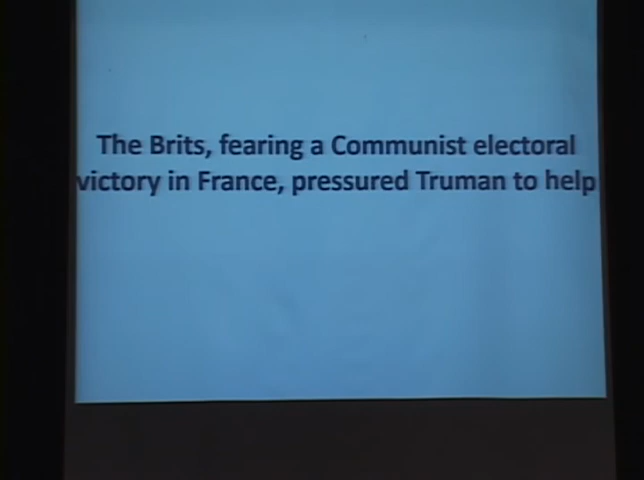 The Brits, fearing a Communist electoral
victory in France, pressured Truman to help